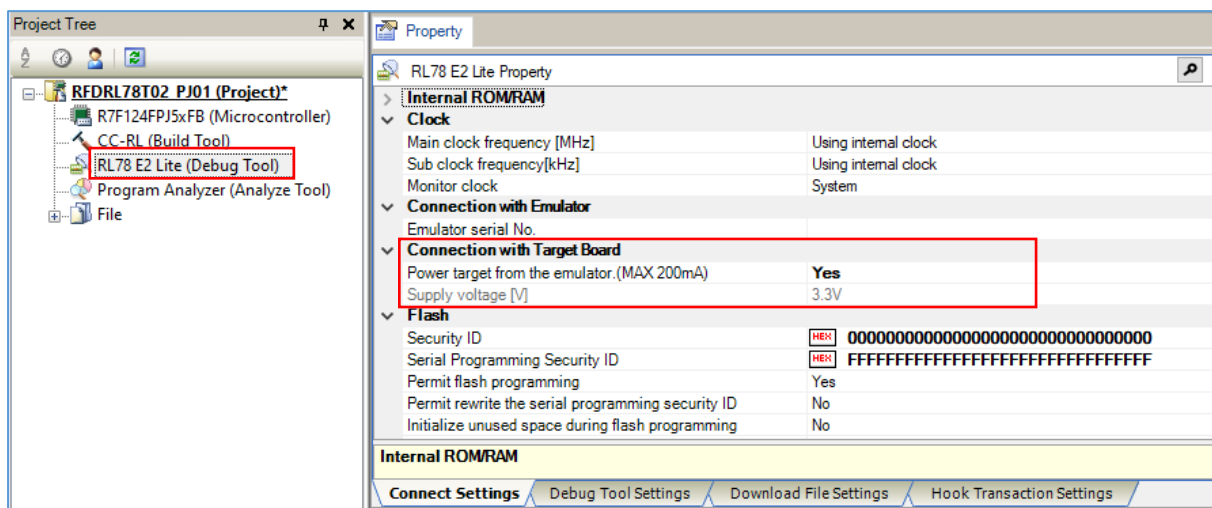 Project Tree
RFDRL78T02_PJ01 (Project)*
R7F124FPJ5xFB (Microcontroller)
CC-RL (Build Tool)
RL78 E2 Lite (Debug Tool)
Program Analyzer (Analyze Tool)
File
Property
RL78 E2 Lite Property
Internal ROM/RAM
Clock
Main clock frequency [MHz] Using internal clock
Sub clock frequency[kHz] Using internal clock
Monitor clock System
Connection with Emulator
Emulator serial No.
Connection with Target Board
Power target from the emulator.(MAX 200mA) Yes
Supply voltage [V] 3.3V
Flash
Security ID HEX 00000000000000000000000000000000
Serial Programming Security ID HEX FFFFFFFFFFFFFFFFFFFFFFFFFFFFFFFF
Permit flash programming Yes
Permit rewrite the serial programming security ID No
Initialize unused space during flash programming No
Internal ROM/RAM
Connect Settings Debug Tool Settings Download File Settings Hook Transaction Settings